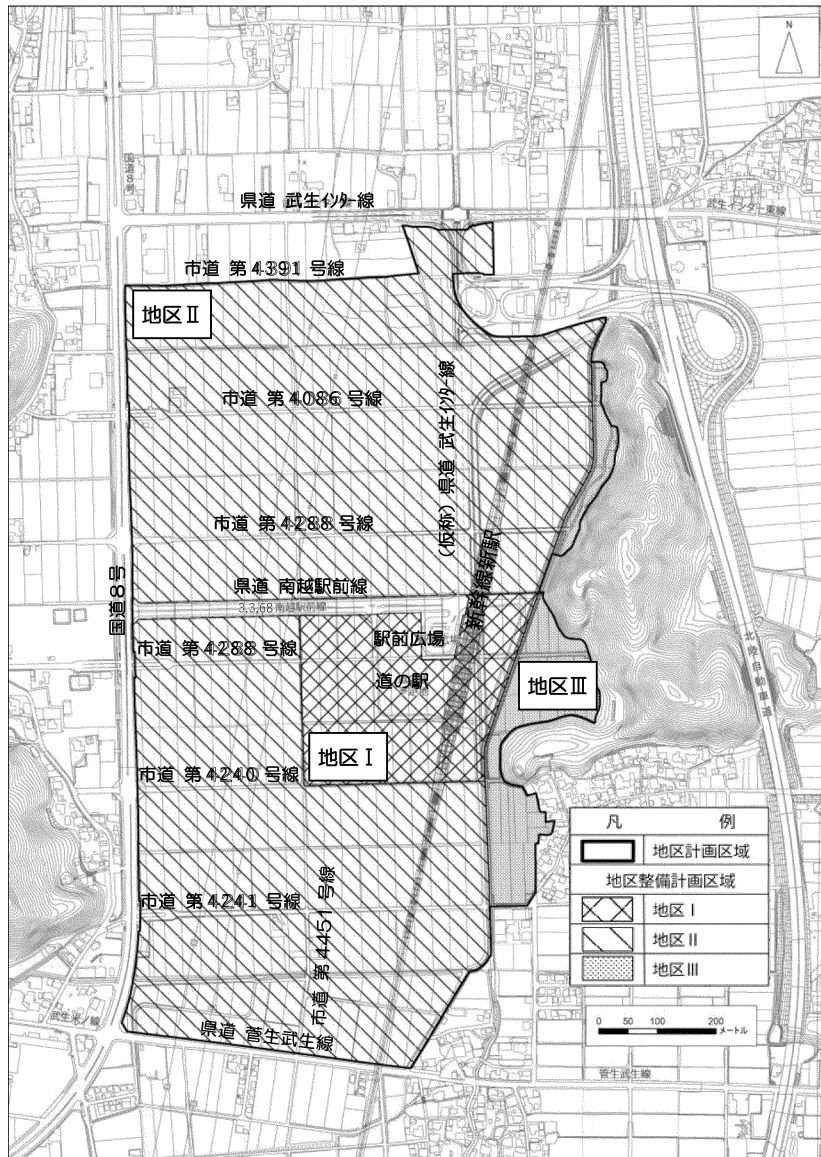 N
国道8号
県道 武生インター線
武生インター東線
市道 第4391号線
地区Ⅱ
市道 第4086号線
(仮称)県道 武生インター線
市道 第4288号線
新幹線新駅
県道 南越駅前線
国道8号
3.3.68 南越駅前線
駅前広場
市道 第4288号線
道の駅
地区Ⅲ
北陸自動車道
地区Ⅰ
市道 第4240号線
凡 例
地区計画区域
地区整備計画区域
地区Ⅰ
地区Ⅱ
地区Ⅲ
市道 第4241号線
市道 第4451号線
0 50 100 200
メートル
武生米ノ線
県道 菅生武生線
菅生武生線